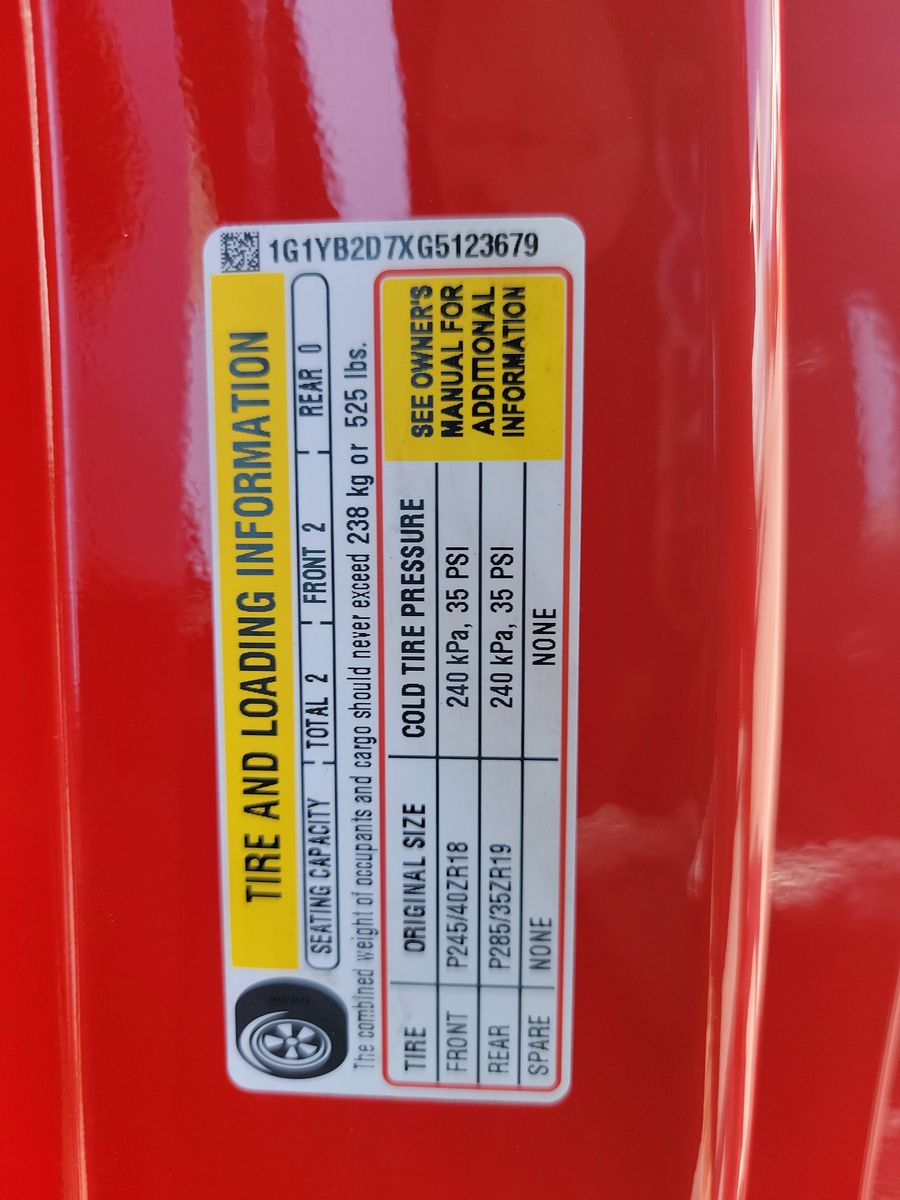 1G1YB2D7XG5123679
TIRE AND LOADING INFORMATION
SEATING CAPACITY TOTAL 2 FRONT 2 REAR 0
The combined weight of occupants and cargo should never exceed 238 kg or 525 lbs.
TIRE ORIGINAL SIZE COLD TIRE PRESSURE
FRONT P245/40ZR18 240 kPa, 35 PSI
REAR P285/35ZR19 240 kPa, 35 PSI
SPARE NONE NONE
SEE OWNER'S
MANUAL FOR
ADDITIONAL
INFORMATION